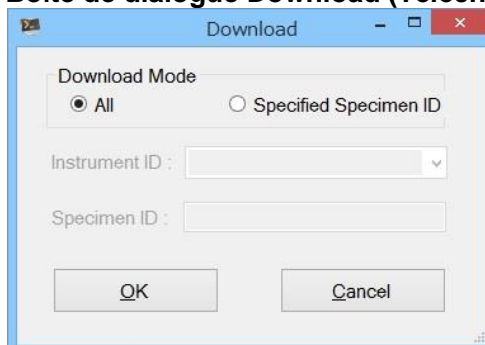 Boîte de dialogue Download
Download
Download Mode
All
Specified Specimen ID
Instrument ID :
Specimen ID :
OK
Cancel